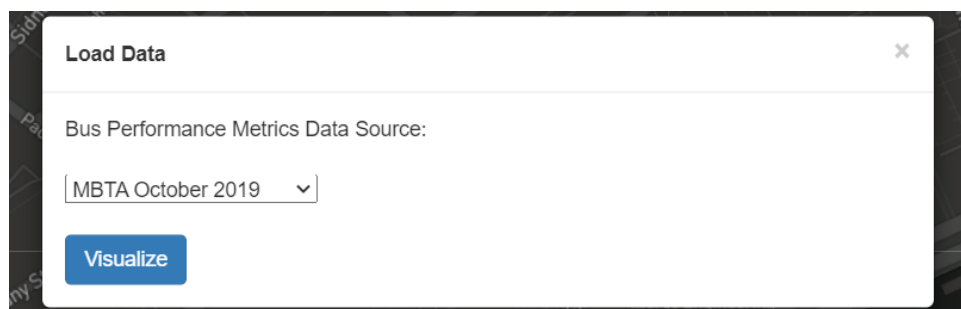 Load Data
×
Bus Performance Metrics Data Source:
MBTA October 2019
Visualize